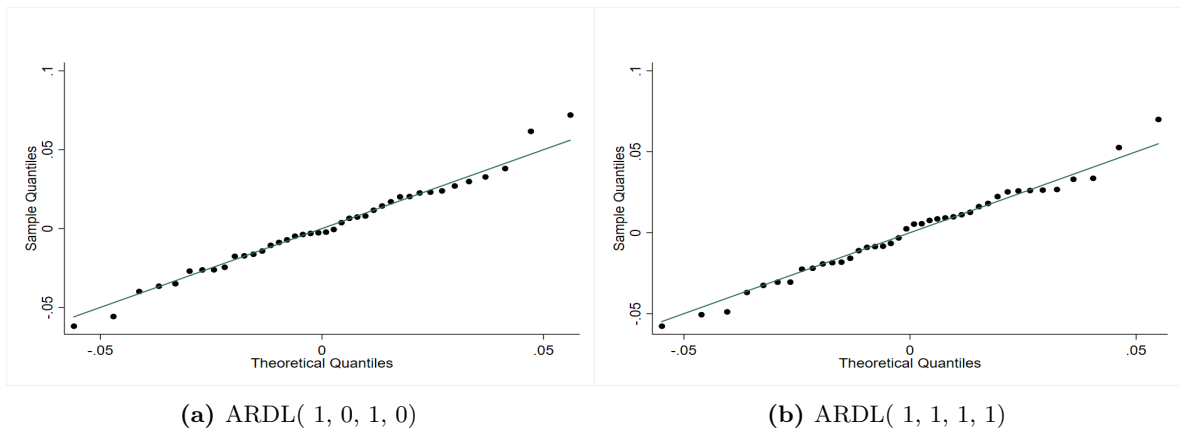 .1
.05
0
-.05
Sample Quantiles
-.05
0
.05
Theoretical Quantiles
(a) ARDL( 1, 0, 1, 0)
.1
.05
0
-.05
Sample Quantiles
-.05
0
.05
Theoretical Quantiles
(b) ARDL( 1, 1, 1, 1)